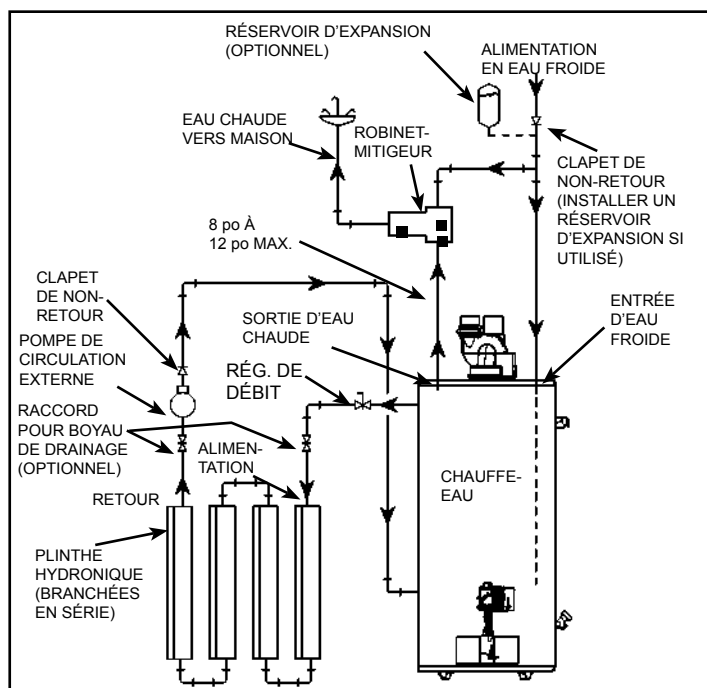 RÉSERVOIR D'EXPANSION
(OPTIONNEL)
ALIMENTATION
EN EAU FROIDE
EAU CHAUDE
VERS MAISON
ROBINET-
MITIGEUR
CLAPET DE
NON-RETOUR
(INSTALLER UN
RÉSERVOIR
D'EXPANSION SI
UTILISÉ)
8 po À
12 po MAX.
CLAPET
DE NON-
RETOUR
SORTIE D'EAU
CHAUDE
ENTRÉE
D'EAU
FROIDE
POMPE DE
CIRCULATION
EXTERNE
RÉG. DE
DÉBIT
RACCORD
POUR BOYAU
DE DRAINAGE
(OPTIONNEL)
ALIMEN-
TATION
CHAUFFE-
EAU
RETOUR
PLINTHE
HYDRONIQUE
(BRANCHÉES
EN SÉRIE)